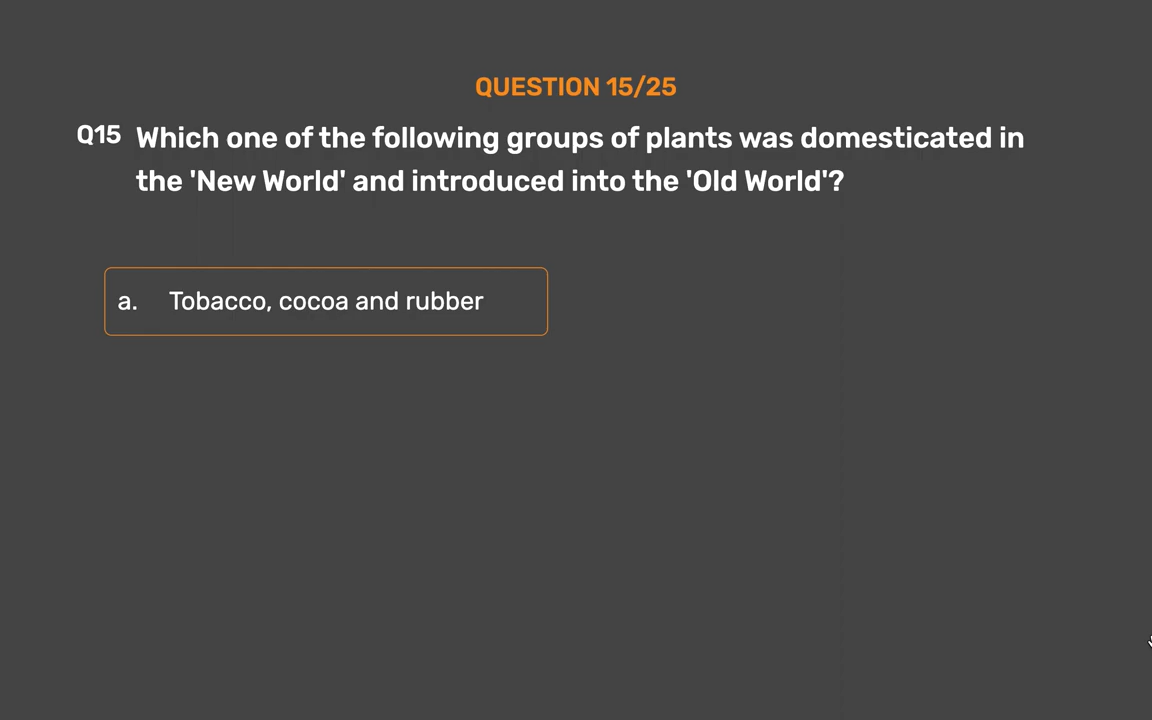 QUESTION 15/25
Q15 Which one of the following groups of plants was domesticated in
the 'New World' and introduced into the 'Old World'?
a. Tobacco, cocoa and rubber